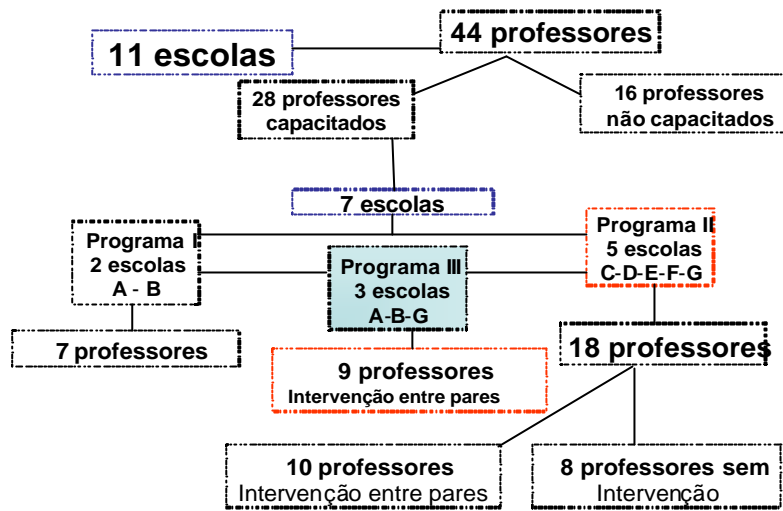 11 escolas
44 professores
28 professores
capacitados
16 professores
não capacitados
7 escolas
Programa I
2 escolas
A - B
Programa III
3 escolas
A-B-G
Programa II
5 escolas
C-D-E-F-G
7 professores
9 professores
Intervenção entre pares
18 professores
10 professores
Intervenção entre pares
8 professores sem
Intervenção